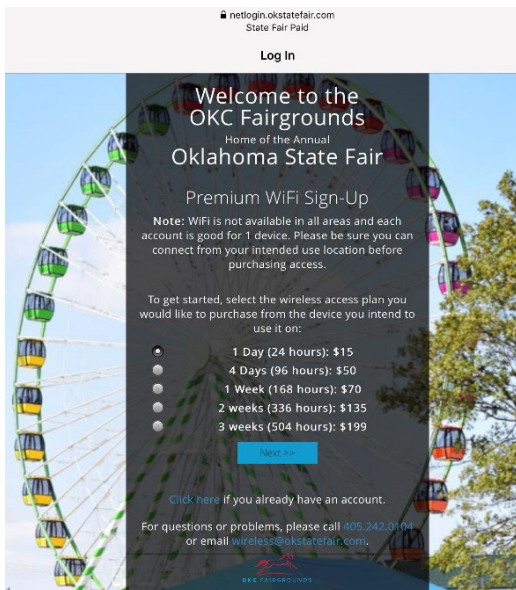 netlogin.okstatefair.com
State Fair Paid
Log In
Welcome to the
OKC Fairgrounds
Home of the Annual
Oklahoma State Fair
Premium WiFi Sign-Up
Note: WiFi is not available in all areas and each
account is good for 1 device. Please be sure you can
connect from your intended use location before
purchasing access.
To get started, select the wireless access plan you
would like to purchase from the device you intend to
use it on:
1 Day (24 hours): $15
4 Days (96 hours): $50
1 Week (168 hours): $70
2 weeks (336 hours): $135
3 weeks (504 hours): $199
Next >>
Click here if you already have an account.
For questions or problems, please call 405.242.0104
or email wireless@okstatefair.com.
OKC FAIRGROUNDS